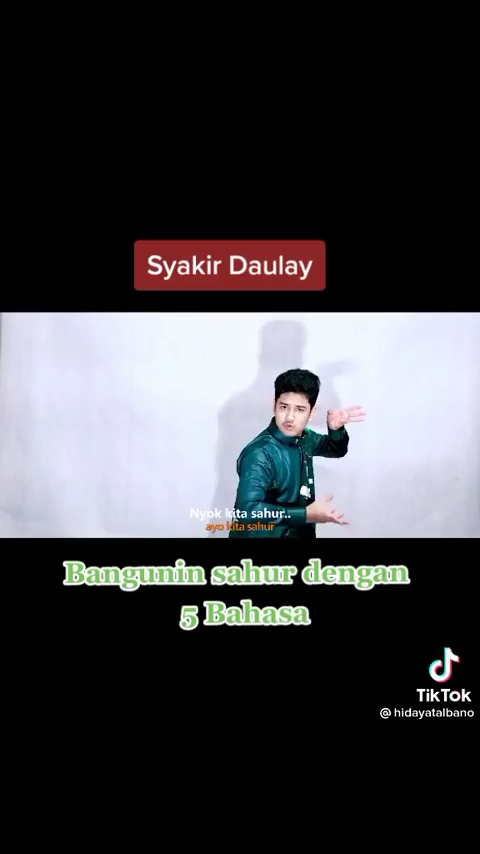 Syakir Daulay
Nyok kita sahur..
ayo kita sahur
Bangunin sahur dengan
5 Bahasa
TikTok
@hidayatalbano